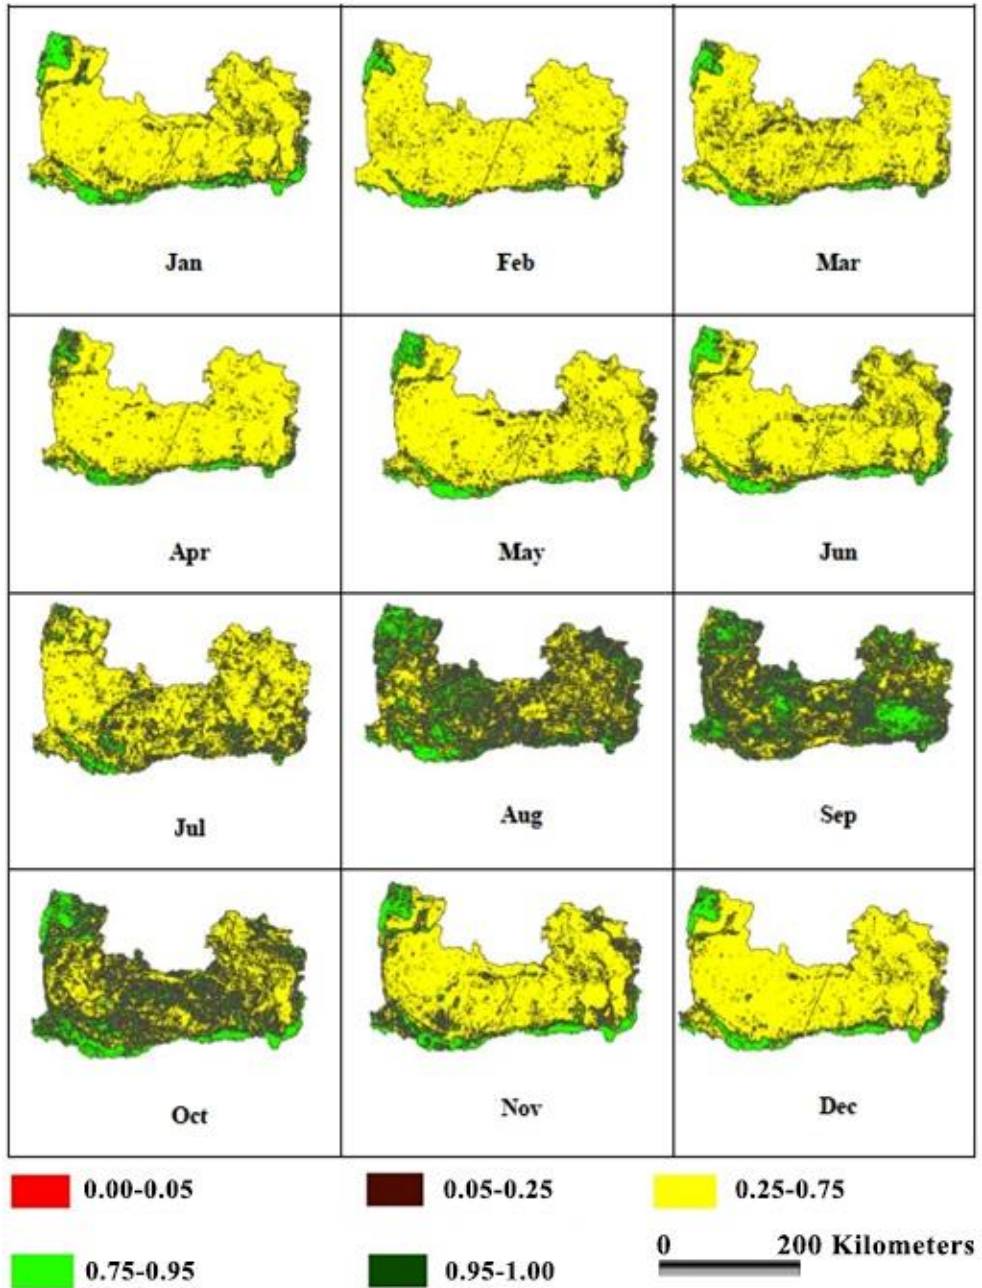 Jan Feb Mar
Apr May Jun
Jul Aug Sep
Oct Nov Dec
0.00-0.05 0.05-0.25 0.25-0.75
0 200 Kilometers
0.75-0.95 0.95-1.00